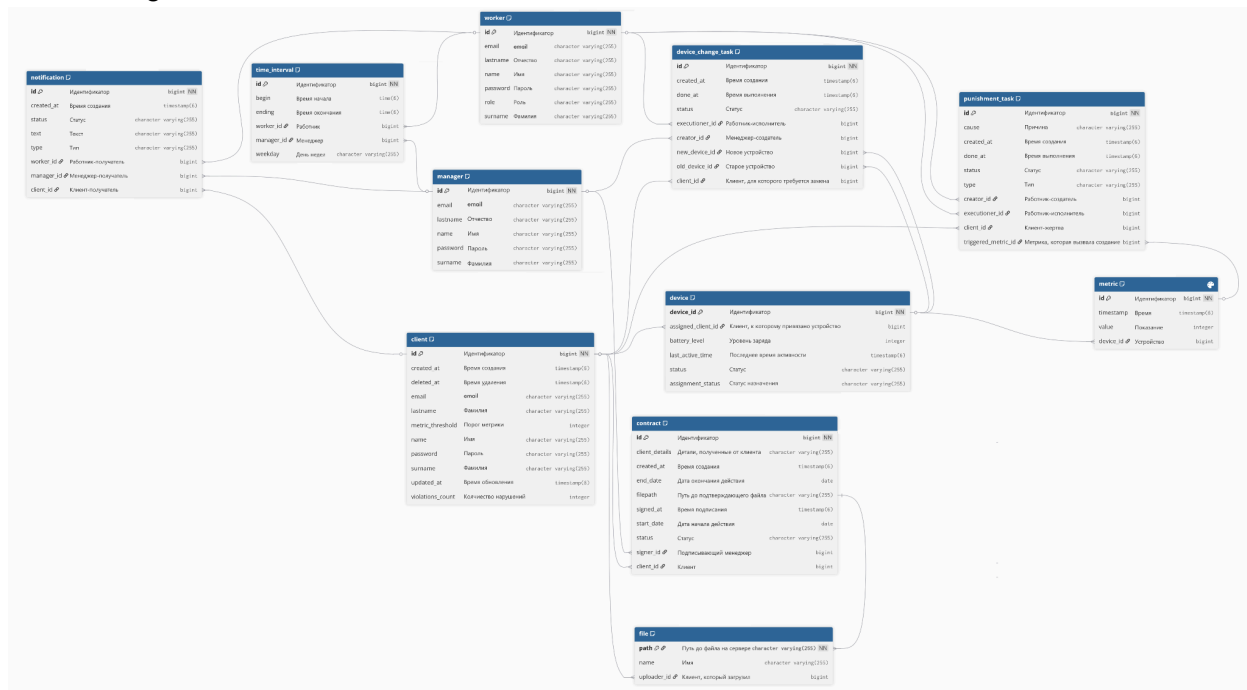 worker
id Идентификатор bigint NN
email email character varying(255)
lastname Отчество character varying(255)
name Имя character varying(255)
password Пароль character varying(255)
role Роль character varying(255)
surname Фамилия character varying(255)
notification
id Идентификатор bigint NN
created_at Время создания timestamp(6)
status Статус character varying(255)
text Текст character varying(255)
type Тип character varying(255)
worker_id Работник-получатель bigint
manager_id Менеджер-получатель bigint
client_id Клиент-получатель bigint
time_interval
id Идентификатор bigint NN
begin Время начала time(6)
ending Время окончания time(6)
worker_id Работник bigint
manager_id Менеджер bigint
weekday День недел character varying(255)
device_change_task
id Идентификатор bigint NN
created_at Время создания timestamp(6)
done_at Время выполнения timestamp(6)
status Статус character varying(255)
executioner_id Работник-исполнитель bigint
creator_id Менеджер-создатель bigint
new_device_id Новое устройство bigint
old_device_id Старое устройство bigint
client_id Клиент, для которого требуется замена bigint
punishment_task
id Идентификатор bigint NN
cause Причина character varying(255)
created_at Время создания timestamp(6)
done_at Время выполнения timestamp(6)
status Статус character varying(255)
type Тип character varying(255)
creator_id Работник-создатель bigint
executioner_id Работник-исполнитель bigint
client_id Клиент-жертва bigint
triggered_metric_id Метрика, которая вызвала создание bigint
manager
id Идентификатор bigint NN
email email character varying(255)
lastname Отчество character varying(255)
name Имя character varying(255)
password Пароль character varying(255)
surname Фамилия character varying(255)
metric
id Идентификатор bigint NN
timestamp Время timestamp(6)
value Показание integer
device_id Устройство bigint
device
device_id Идентификатор bigint NN
assigned_client_id Клиент, к которому привязано устройство bigint
battery_level Уровень заряда integer
last_active_time Последнее время активности timestamp(6)
status Статус character varying(255)
assignment_status Статус назначения character varying(255)
client
id Идентификатор bigint NN
created_at Время создания timestamp(6)
deleted_at Время удаления timestamp(6)
email email character varying(255)
lastname Фамилия character varying(255)
metric_threshold Порог метрики integer
name Имя character varying(255)
password Пароль character varying(255)
surname Фамилия character varying(255)
updated_at Время обновления timestamp(6)
violations_count Количество нарушений integer
contract
id Идентификатор bigint NN
client_details Детали, полученные от клиента character varying(255)
created_at Время создания timestamp(6)
end_date Дата окончания действия date
filepath Путь до подтверждающего файла character varying(255)
signed_at Время подписания timestamp(6)
start_date Дата начала действия date
status Статус character varying(255)
signer_id Подписывающий менеджер bigint
client_id Клиент bigint
file
path Путь до файла на сервере character varying(255) NN
name Имя character varying(255)
uploader_id Клиент, который загрузил bigint